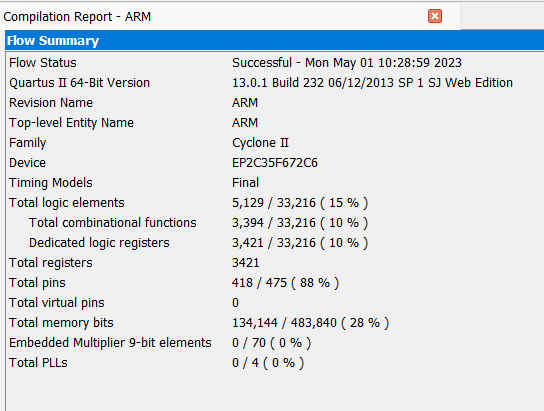 Compilation Report - ARM
Flow Summary
Flow Status Successful - Mon May 01 10:28:59 2023
Quartus II 64-Bit Version 13.0.1 Build 232 06/12/2013 SP 1 SJ Web Edition
Revision Name ARM
Top-level Entity Name ARM
Family Cyclone II
Device EP2C35F672C6
Timing Models Final
Total logic elements 5,129 / 33,216 ( 15 % )
Total combinational functions 3,394 / 33,216 ( 10 % )
Dedicated logic registers 3,421 / 33,216 ( 10 % )
Total registers 3421
Total pins 418 / 475 ( 88 % )
Total virtual pins 0
Total memory bits 134,144 / 483,840 ( 28 % )
Embedded Multiplier 9-bit elements 0 / 70 ( 0 % )
Total PLLs 0 / 4 ( 0 % )